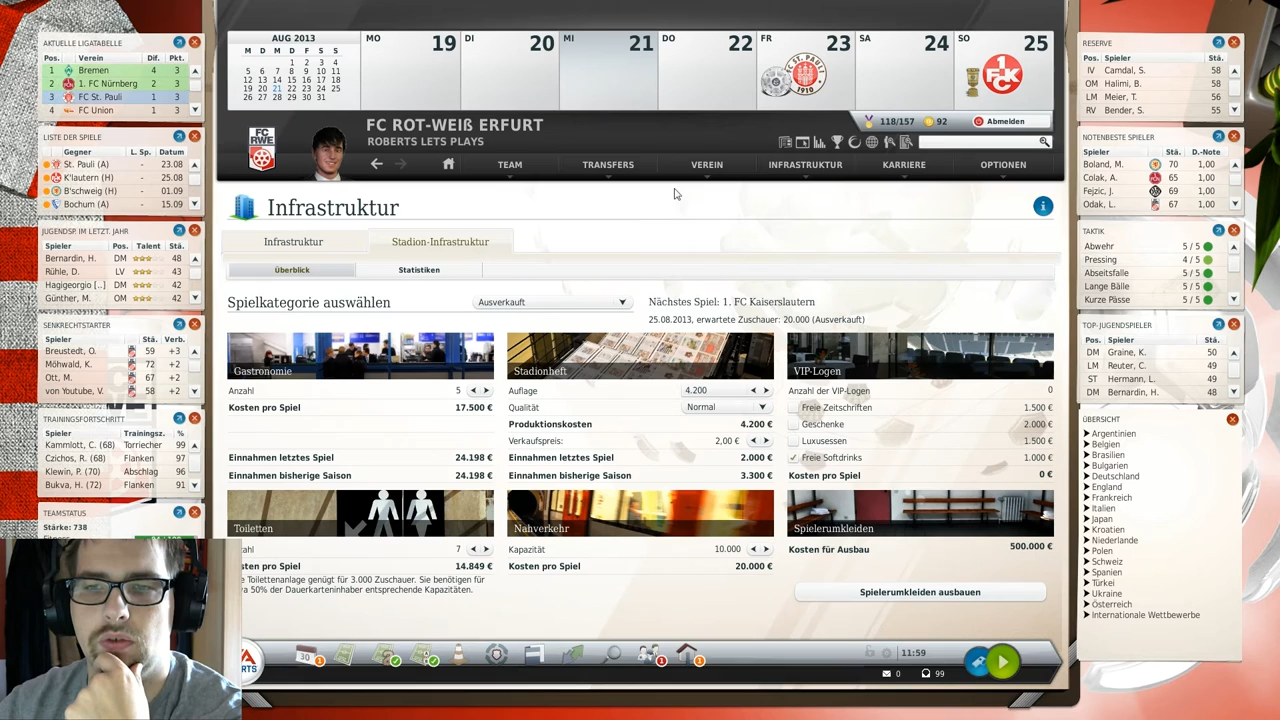 AKTUELLE LIGATABELLE
Pos. Verein Dif. Pkt.
1 Bremen 4 3
2 1. FC Nürnberg 2 3
3 FC St. Pauli 1 3
4 FC Union 1 3
LISTE DER SPIELE
Gegner L. Sp. Datum
St. Pauli (A) - 23.08
K'lautern (H) - 25.08
B'schweig (H) - 01.09
Bochum (A) - 15.09
JUGENDSP. IM LETZT. JAHR
Spieler Pos. Talent Stä.
Bernardin, H. DM 48
Rühle, D. LV 43
Hagigeorgio [..] DM 42
Günther, M. OM 42
SENKRECHTSTARTER
Spieler Stä. Verb.
Breustedt, O. 59 +3
Möhwald, K. 72 +2
Ott, M. 67 +2
von Youtube, V. 58 +2
TRAININGSFORTSCHRITT
Spieler Trainingsz. %
Kammlott, C. (68) Torriecher 99
Czichos, R. (68) Flanken 97
Klewin, P. (70) Abschlag 96
Bukva, H. (72) Flanken 91
TEAMSTATUS
Stärke: 738
AUG 2013
M D M D F S S
1 2 3 4
5 6 7 8 9 10 11
12 13 14 15 16 17 18
19 20 21 22 23 24 25
26 27 28 29 30 31
MO 19 DI 20 MI 21 DO 22 FR 23 SA 24 SO 25
FC ROT-WEIß ERFURT
ROBERTS LETS PLAYS
118/157 92 Abmelden
TEAM TRANSFERS VEREIN INFRASTRUKTUR KARRIERE OPTIONEN
Infrastruktur
Infrastruktur Stadion-Infrastruktur
Überblick Statistiken
Spielkategorie auswählen Ausverkauft
Nächstes Spiel: 1. FC Kaiserslautern
25.08.2013, erwartete Zuschauer: 20.000 (Ausverkauft)
Gastronomie
Anzahl 5
Kosten pro Spiel 17.500 €
Einnahmen letztes Spiel 24.198 €
Einnahmen bisherige Saison 24.198 €
Stadionheft
Auflage 4.200
Qualität Normal
Produktionskosten 4.200 €
Verkaufspreis: 2,00 €
Einnahmen letztes Spiel 2.000 €
Einnahmen bisherige Saison 3.300 €
VIP-Logen
Anzahl der VIP-Logen 0
Freie Zeitschriften 1.500 €
Geschenke 2.000 €
Luxusessen 1.500 €
Freie Softdrinks 1.000 €
Kosten pro Spiel 0 €
Toiletten
zahl 7
sten pro Spiel 14.849 €
e Toilettenanlage genügt für 3.000 Zuschauer. Sie benötigen für
a 50% der Dauerkarteninhaber entsprechende Kapazitäten.
Nahverkehr
Kapazität 10.000
Kosten pro Spiel 20.000 €
Spielerumkleiden
Kosten für Ausbau 500.000 €
Spielerumkleiden ausbauen
30 1 1 1
11:59
0 99
RESERVE
Pos. Spieler Stä.
IV Camdal, S. 58
OM Halimi, B. 58
LM Meier, T. 56
RV Bender, S. 55
NOTENBESTE SPIELER
Spieler Stä. D.-Note
Boland, M. 70 1,00
Colak, A. 65 1,00
Fejzic, J. 69 1,00
Odak, L. 67 1,00
TAKTIK
Abwehr 5 / 5
Pressing 4 / 5
Abseitsfalle 5 / 5
Lange Bälle 5 / 5
Kurze Pässe 5 / 5
TOP-JUGENDSPIELER
Pos. Spieler Stä.
DM Graine, K. 50
LM Reuter, C. 49
ST Hermann, L. 49
DM Bernardin, H. 48
ÜBERSICHT
Argentinien
Belgien
Brasilien
Bulgarien
Deutschland
England
Frankreich
Italien
Japan
Kroatien
Niederlande
Polen
Schweiz
Spanien
Türkei
Ukraine
Österreich
Internationale Wettbewerbe